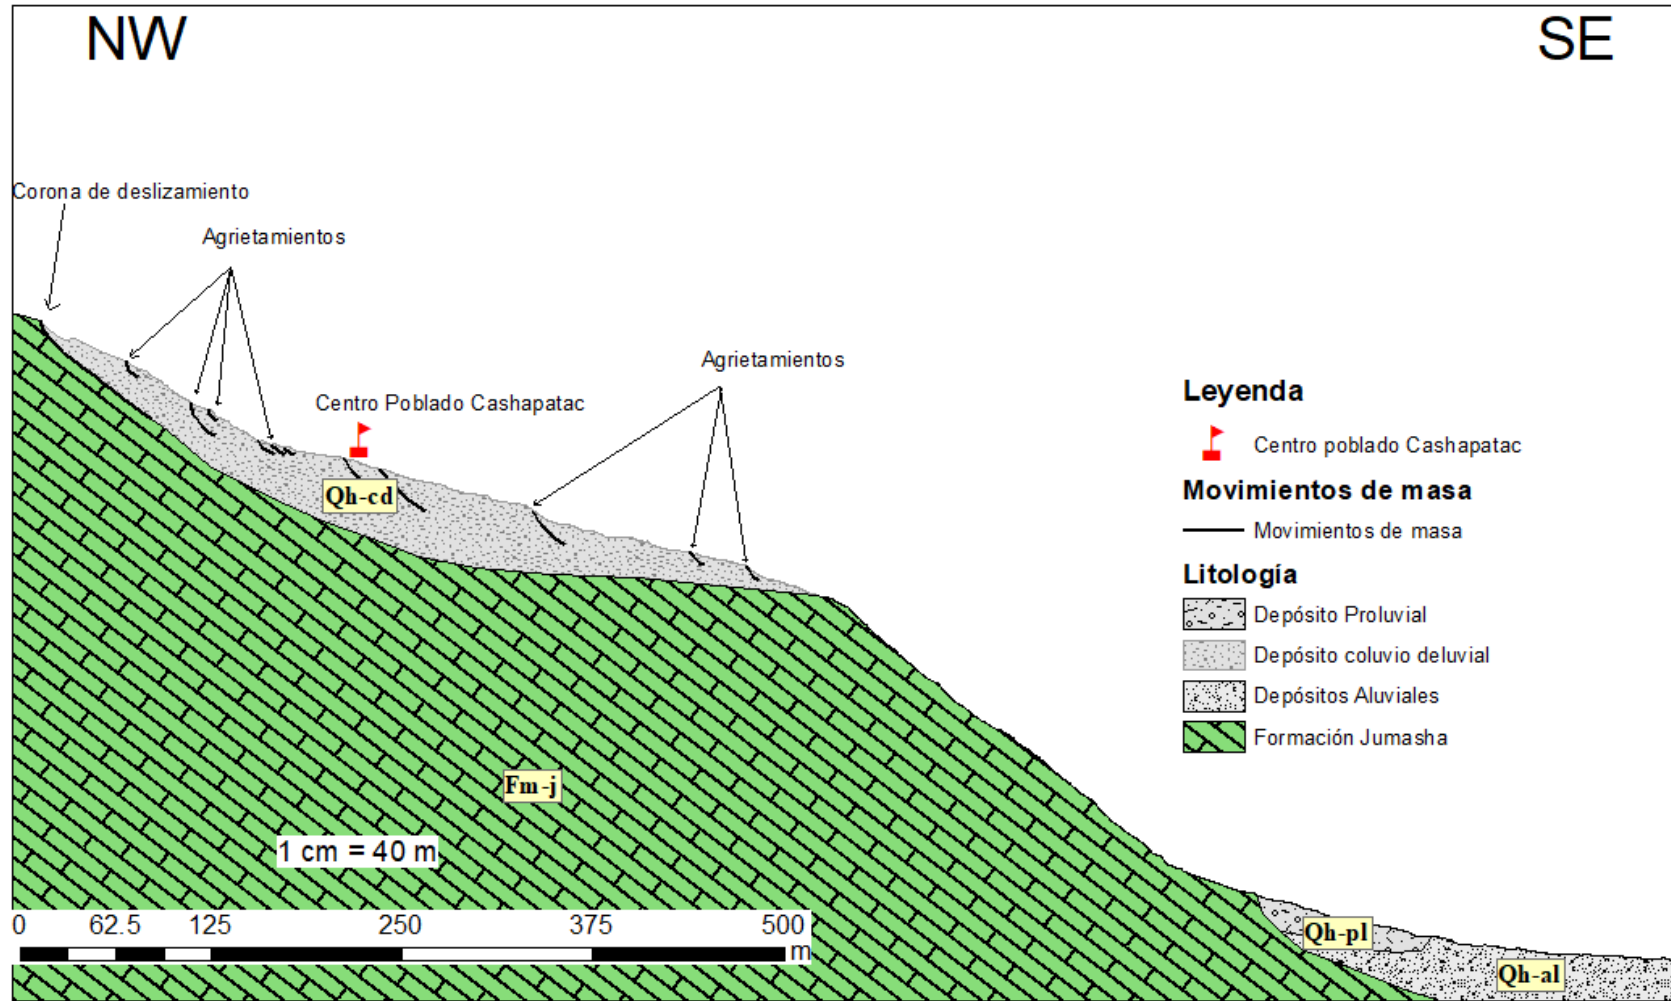 NW
SE
Corona de deslizamiento
Agrietamientos
Agrietamientos
Centro Poblado Cashapatac
Qh-cd
Leyenda
Centro poblado Cashapatac
Movimientos de masa
Movimientos de masa
Litología
Depósito Proluvial
Depósito coluvio deluvial
Depósitos Aluviales
Formación Jumasha
Fm-j
1 cm = 40 m
0 62.5 125 250 375 500
m
Qh-pl
Qh-al